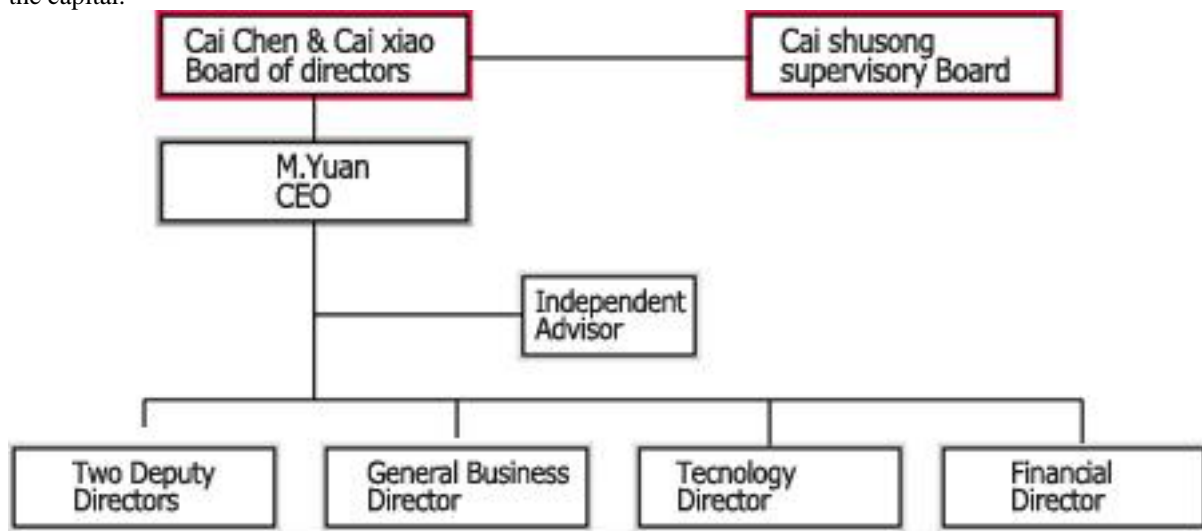 the capital.
Cai Chen & Cai xiao
Board of directors
Cai shusong
supervisory Board
M.Yuan
CEO
Independent
Advisor
Two Deputy
Directors
General Business
Director
Tecnology
Director
Financial
Director